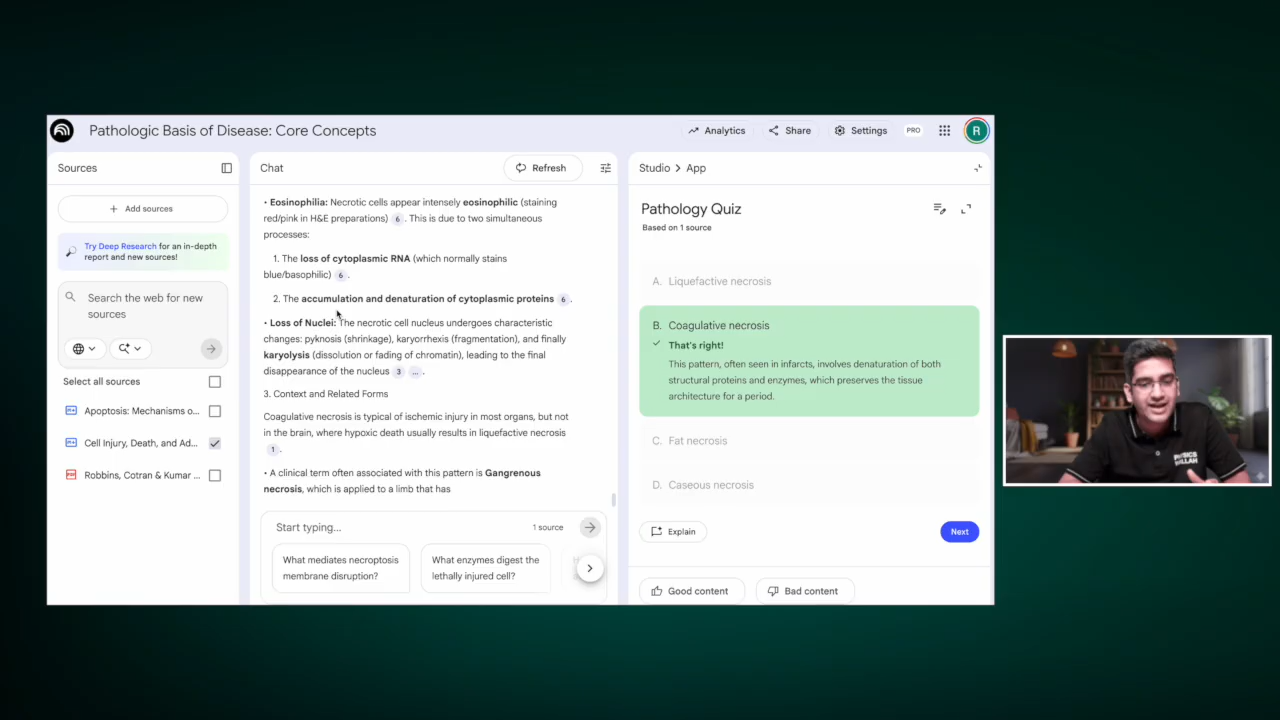 Pathologic Basis of Disease: Core Concepts
Analytics
Share
Settings
PRO
R
Sources
Add sources
Try Deep Research for an in-depth
report and new sources!
Search the web for new
sources
Select all sources
Apoptosis: Mechanisms o...
Cell Injury, Death, and Ad...
Robbins, Cotran & Kumar ...
Chat
Refresh
• Eosinophilia: Necrotic cells appear intensely eosinophilic (staining
red/pink in H&E preparations) 6 . This is due to two simultaneous
processes:
1. The loss of cytoplasmic RNA (which normally stains
blue/basophilic) 6 .
2. The accumulation and denaturation of cytoplasmic proteins 6 .
• Loss of Nuclei: The necrotic cell nucleus undergoes characteristic
changes: pyknosis (shrinkage), karyorrhexis (fragmentation), and finally
karyolysis (dissolution or fading of chromatin), leading to the final
disappearance of the nucleus 3 ... .
3. Context and Related Forms
Coagulative necrosis is typical of ischemic injury in most organs, but not
in the brain, where hypoxic death usually results in liquefactive necrosis
1 .
• A clinical term often associated with this pattern is Gangrenous
necrosis, which is applied to a limb that has
Start typing...
1 source
What mediates necroptosis
membrane disruption?
What enzymes digest the
lethally injured cell?
Studio > App
Pathology Quiz
Based on 1 source
A. Liquefactive necrosis
B. Coagulative necrosis
That's right!
This pattern, often seen in infarcts, involves denaturation of both
structural proteins and enzymes, which preserves the tissue
architecture for a period.
C. Fat necrosis
D. Caseous necrosis
Explain
Next
Good content
Bad content
PHYSICS
WALLAH